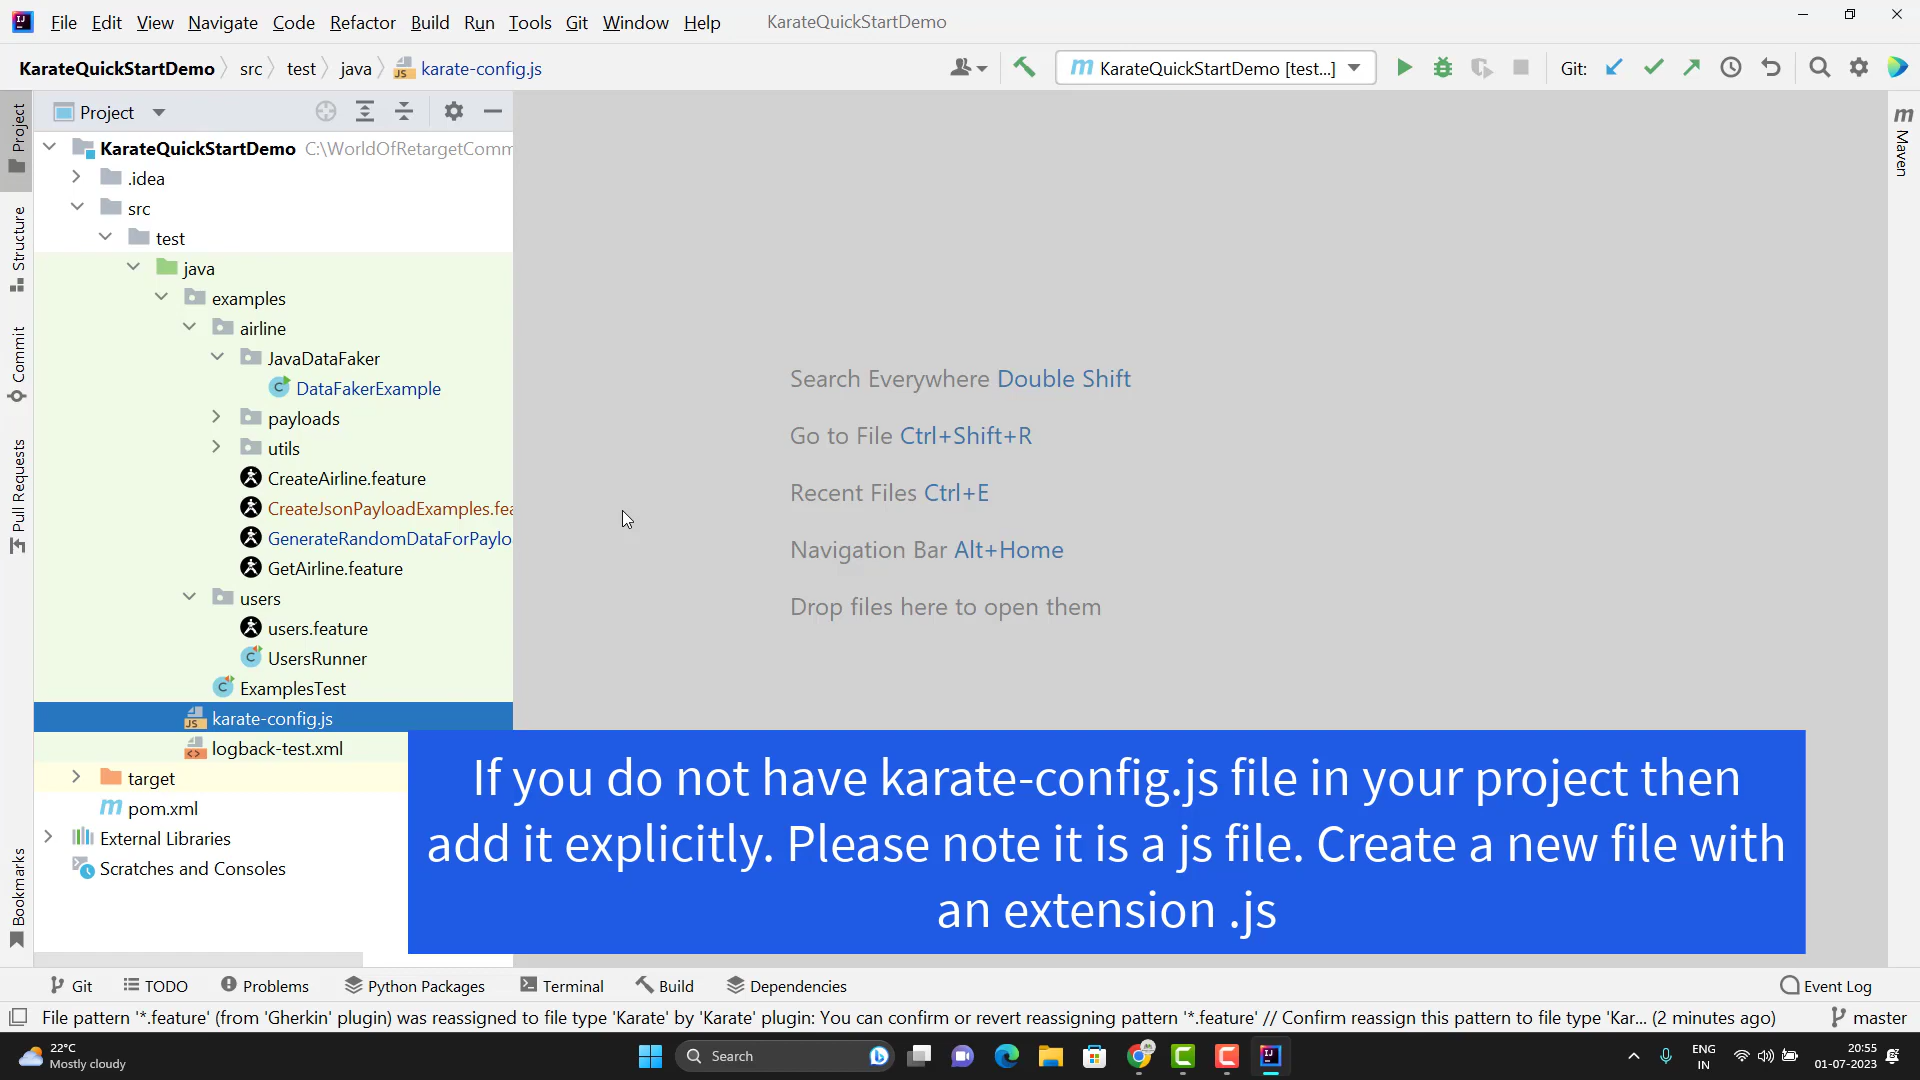 File Edit View Navigate Code Refactor Build Run Tools Git Window Help KarateQuickStartDemo
KarateQuickStartDemo src test java karate-config.js
KarateQuickStartDemo [test...] Git:
Project
KarateQuickStartDemo C:\WorldOfRetargetComm
.idea
src
test
java
examples
airline
JavaDataFaker
DataFakerExample
payloads
utils
CreateAirline.feature
CreateJsonPayloadExamples.fea
GenerateRandomDataForPaylo
GetAirline.feature
users
users.feature
UsersRunner
ExamplesTest
karate-config.js
logback-test.xml
target
pom.xml
External Libraries
Scratches and Consoles
Project
Structure
Commit
Pull Requests
Bookmarks
Maven
Search Everywhere Double Shift
Go to File Ctrl+Shift+R
Recent Files Ctrl+E
Navigation Bar Alt+Home
Drop files here to open them
If you do not have karate-config.js file in your project then
add it explicitly. Please note it is a js file. Create a new file with
an extension .js
Git TODO Problems Python Packages Terminal Build Dependencies Event Log
File pattern '*.feature' (from 'Gherkin' plugin) was reassigned to file type 'Karate' by 'Karate' plugin: You can confirm or revert reassigning pattern '*.feature' // Confirm reassign this pattern to file type 'Kar... (2 minutes ago) master
22°C
Mostly cloudy
Search
ENG
IN
20:55
01-07-2023